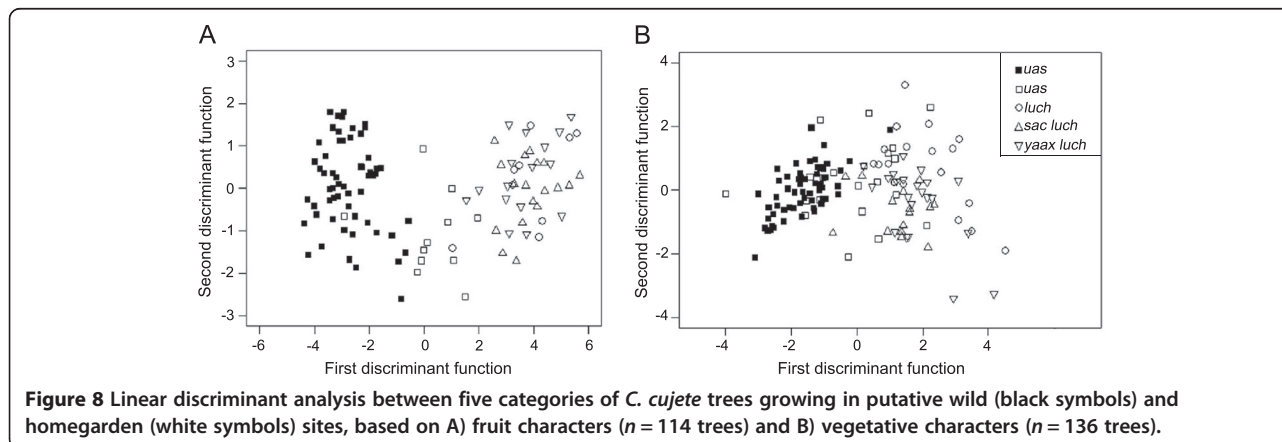 A
3
2
1
0
-1
-2
-3
Second discriminant function
-6
-4
-2
0
2
4
6
First discriminant function
B
4
2
0
-2
-4
Second discriminant function
-4
-2
0
2
4
First discriminant function
uas
uas
luch
sac luch
yaax luch
Figure 8 Linear discriminant analysis between five categories of C. cujete trees growing in putative wild (black symbols) and
homegarden (white symbols) sites, based on A) fruit characters (n = 114 trees) and B) vegetative characters (n = 136 trees).